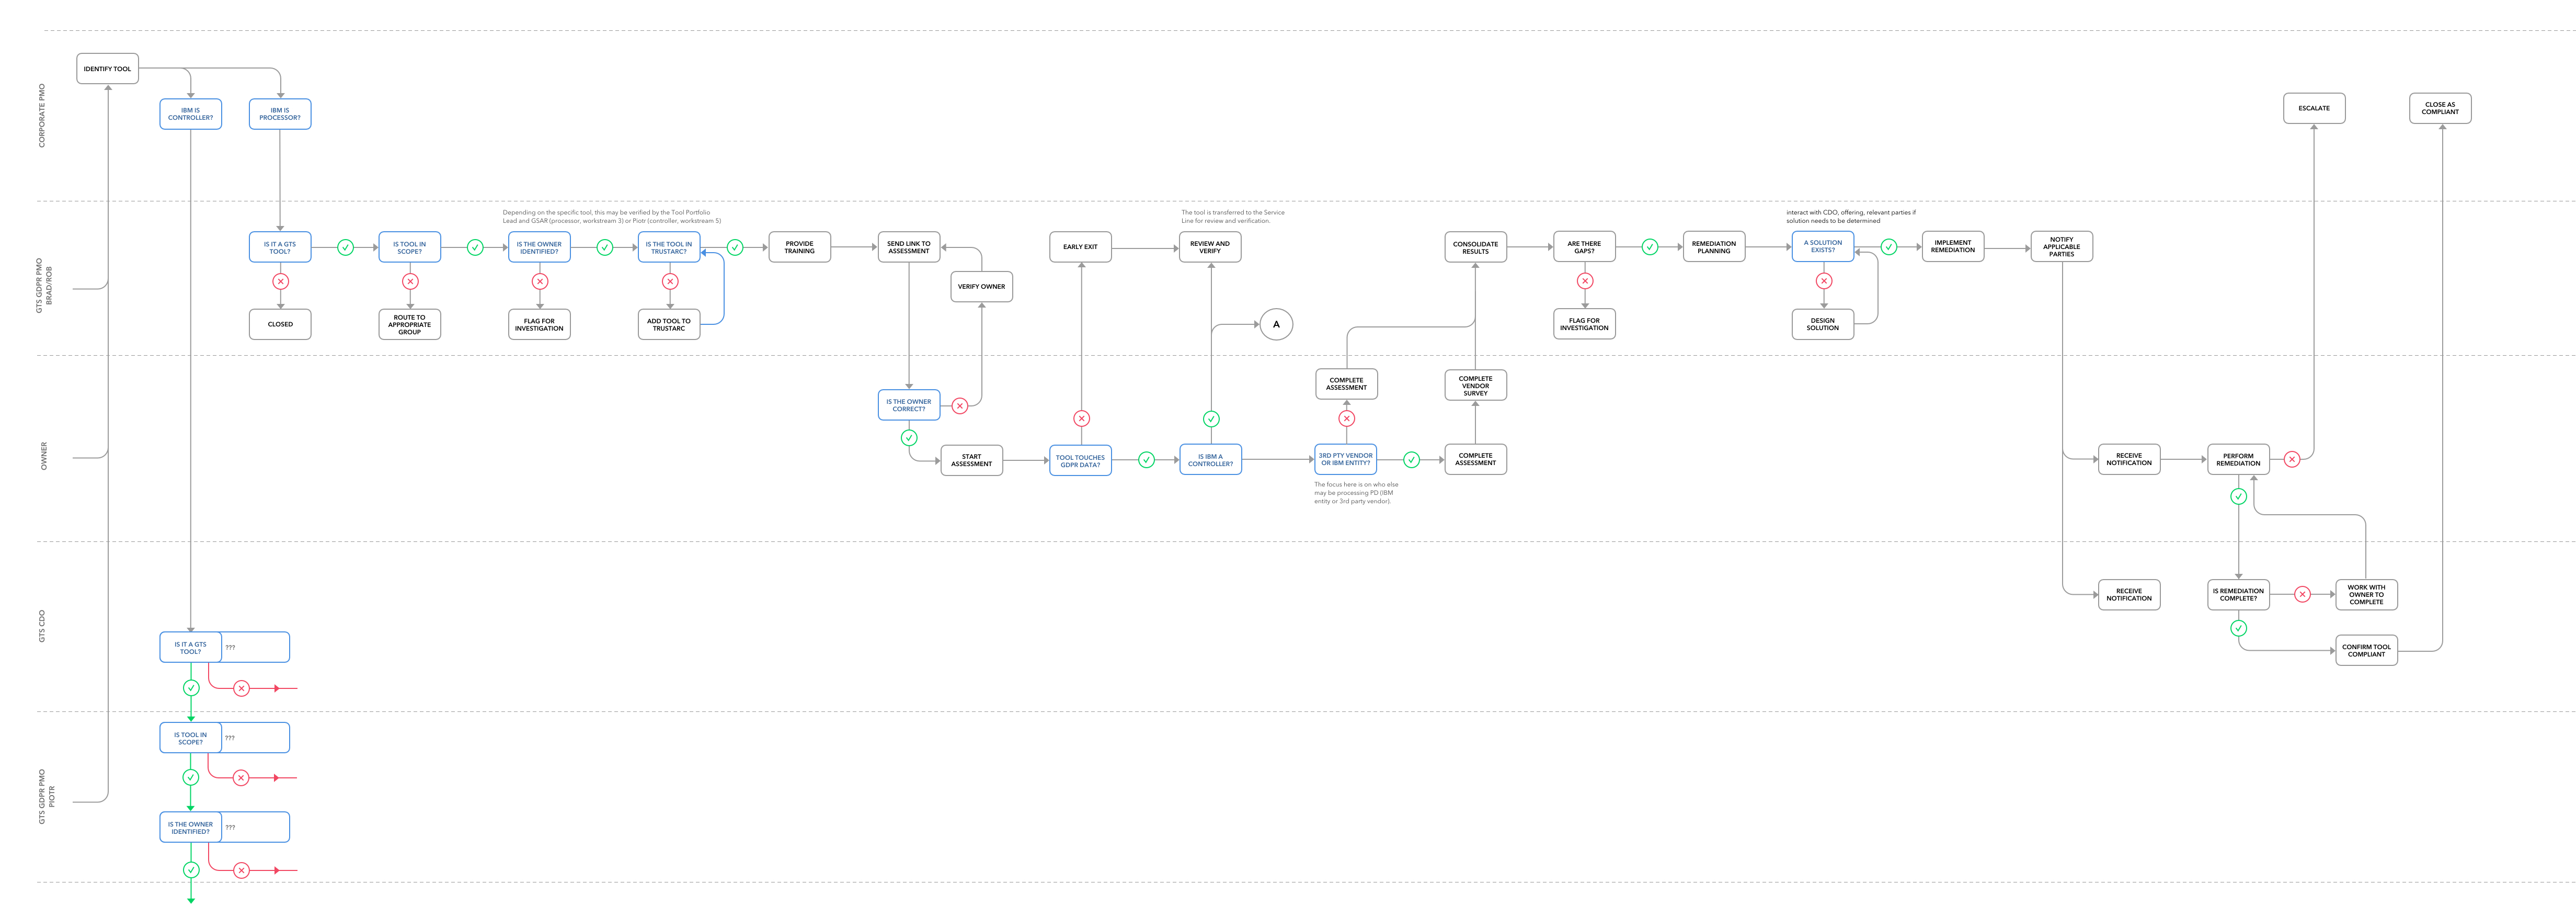 CORPORATE PMO
IDENTIFY TOOL
IBM IS
CONTROLLER?
IBM IS
PROCESSOR?
ESCALATE
CLOSE AS
COMPLIANT
GTS GDPR PMO
BRAD/ROB
Depending on the specific tool, this may be verified by the Tool Portfolio
Lead and GSAR (processor, workstream 3) or Piotr (controller, workstream 5)
The tool is transferred to the Service
Line for review and verification.
interact with CDO, offering, relevant parties if
solution needs to be determined
IS IT A GTS
TOOL?
IS TOOL IN
SCOPE?
IS THE OWNER
IDENTIFIED?
IS THE TOOL IN
TRUSTARC?
PROVIDE
TRAINING
SEND LINK TO
ASSESSMENT
EARLY EXIT
REVIEW AND
VERIFY
CONSOLIDATE
RESULTS
ARE THERE
GAPS?
REMEDIATION
PLANNING
A SOLUTION
EXISTS?
IMPLEMENT
REMEDIATION
NOTIFY
APPLICABLE
PARTIES
VERIFY OWNER
CLOSED
ROUTE TO
APPROPRIATE
GROUP
FLAG FOR
INVESTIGATION
ADD TOOL TO
TRUSTARC
A
FLAG FOR
INVESTIGATION
DESIGN
SOLUTION
OWNER
COMPLETE
ASSESSMENT
COMPLETE
VENDOR
SURVEY
IS THE OWNER
CORRECT?
START
ASSESSMENT
TOOL TOUCHES
GDPR DATA?
IS IBM A
CONTROLLER?
3RD PTY VENDOR
OR IBM ENTITY?
COMPLETE
ASSESSMENT
RECEIVE
NOTIFICATION
PERFORM
REMEDIATION
The focus here is on who else
may be processing PD (IBM
entity or 3rd party vendor).
GTS CDO
RECEIVE
NOTIFICATION
IS REMEDIATION
COMPLETE?
WORK WITH
OWNER TO
COMPLETE
IS IT A GTS
TOOL?
???
CONFIRM TOOL
COMPLIANT
GTS GDPR PMO
PIOTR
IS TOOL IN
SCOPE?
???
IS THE OWNER
IDENTIFIED?
???